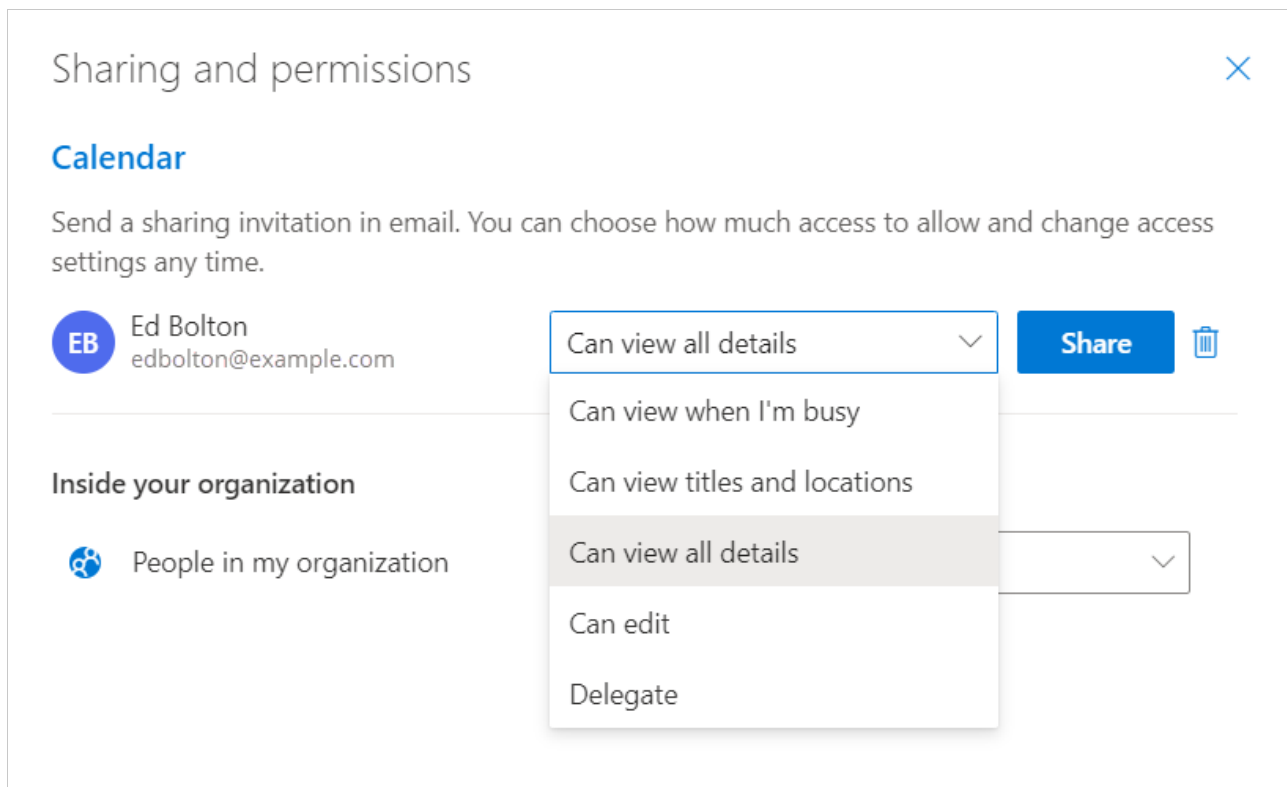 Sharing and permissions
Calendar
Send a sharing invitation in email. You can choose how much access to allow and change access
settings any time.
EB
Ed Bolton
edbolton@example.com
Can view all details
Share
Can view when I'm busy
Can view titles and locations
Can view all details
Can edit
Delegate
Inside your organization
People in my organization